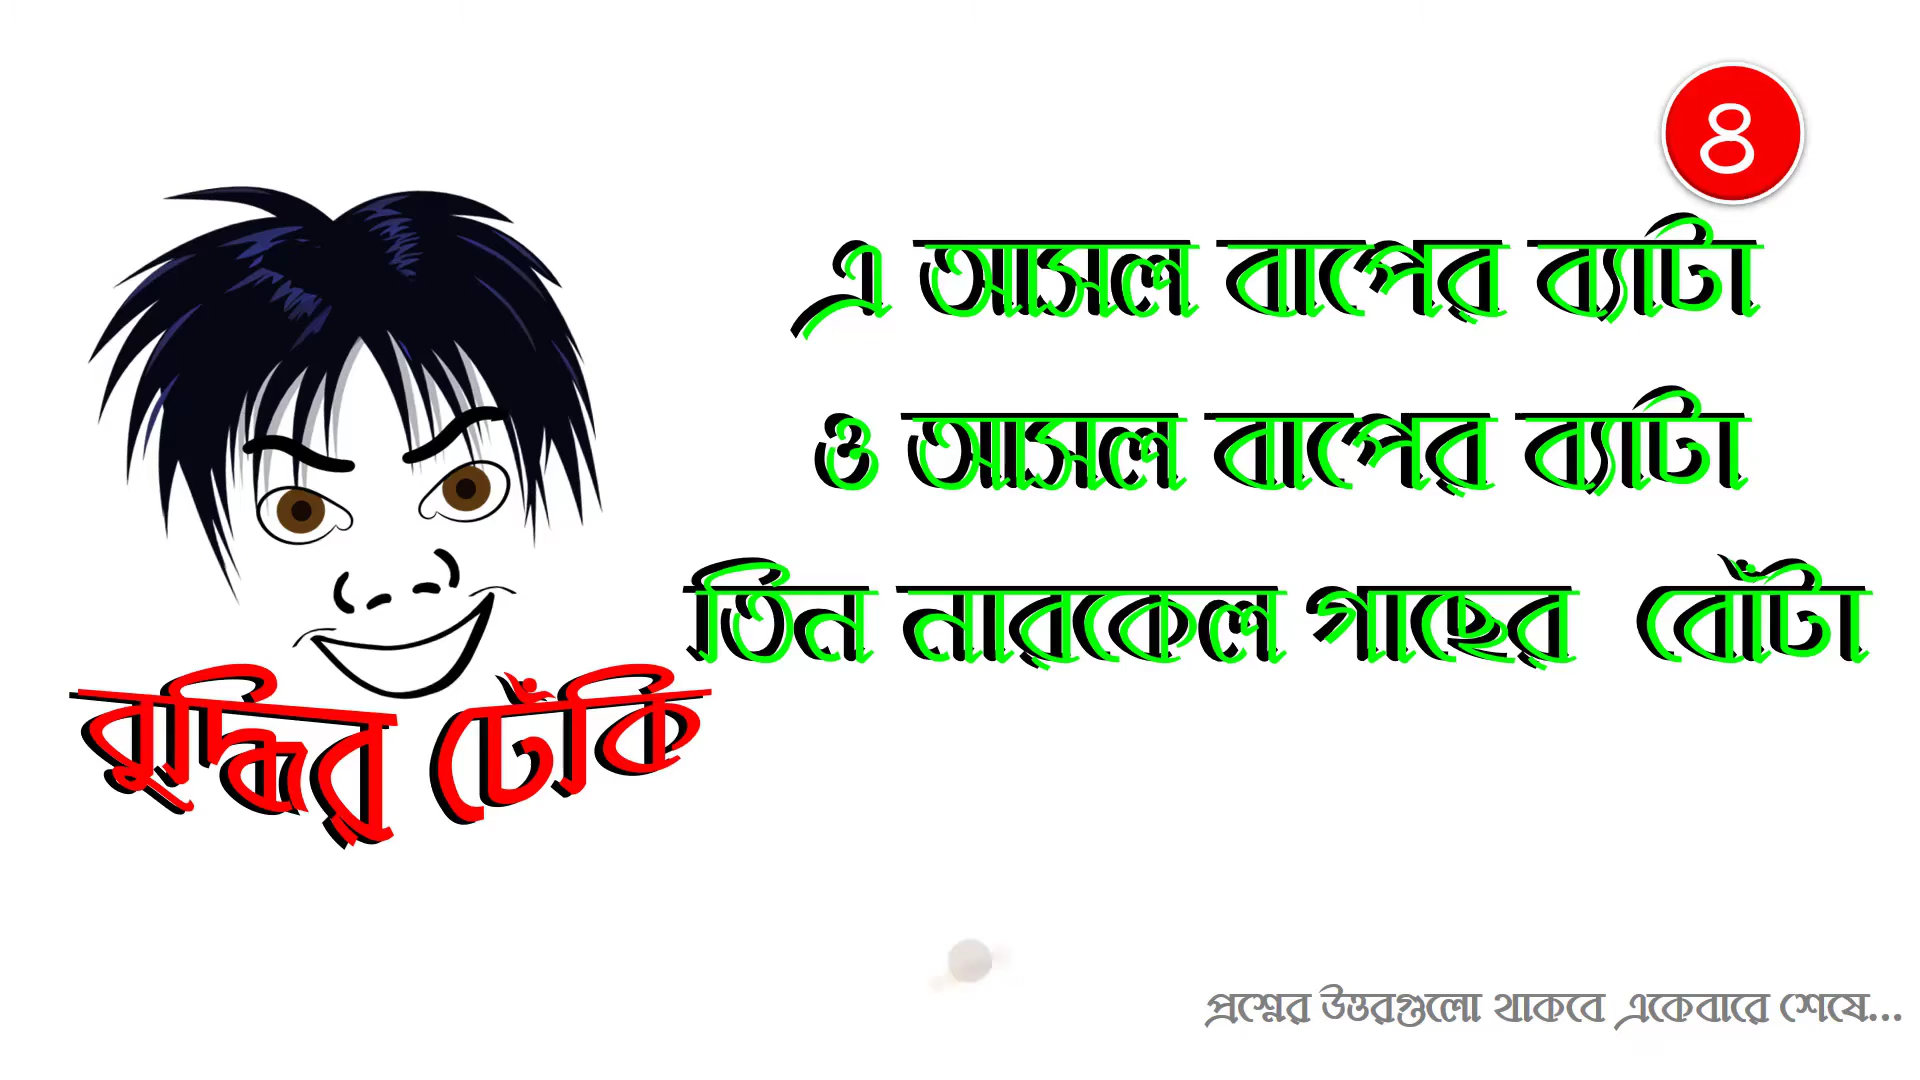 ৪
এ আসল বাপের ব্যাটা
ও আসল বাপের ব্যাটা
তিন নারকেল গাছের বোঁটা
বুদ্ধির ঢেঁকি
প্রশ্নের উত্তরগুলো থাকবে একেবারে শেষে...